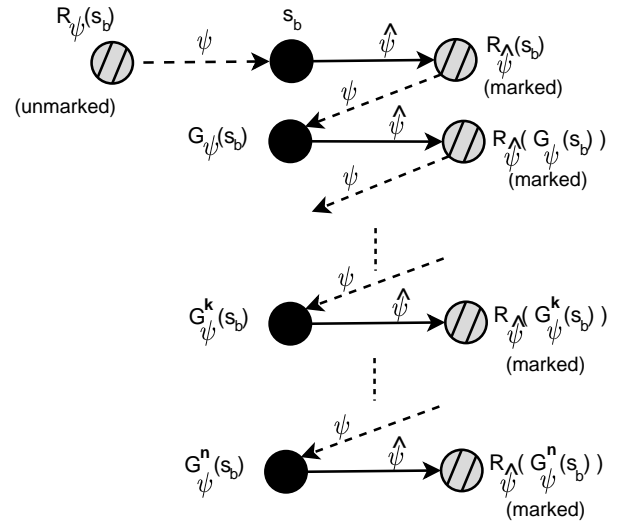 R_ψ(s_b) ψ s_b ψ̂ R_ψ̂(s_b)
(unmarked) (marked)
ψ
G_ψ(s_b) ψ̂ R_ψ̂( G_ψ(s_b) )
ψ (marked)
ψ
G^k_ψ(s_b) ψ̂ R_ψ̂( G^k_ψ(s_b) )
(marked)
ψ
G^n_ψ(s_b) ψ̂ R_ψ̂( G^n_ψ(s_b) )
(marked)